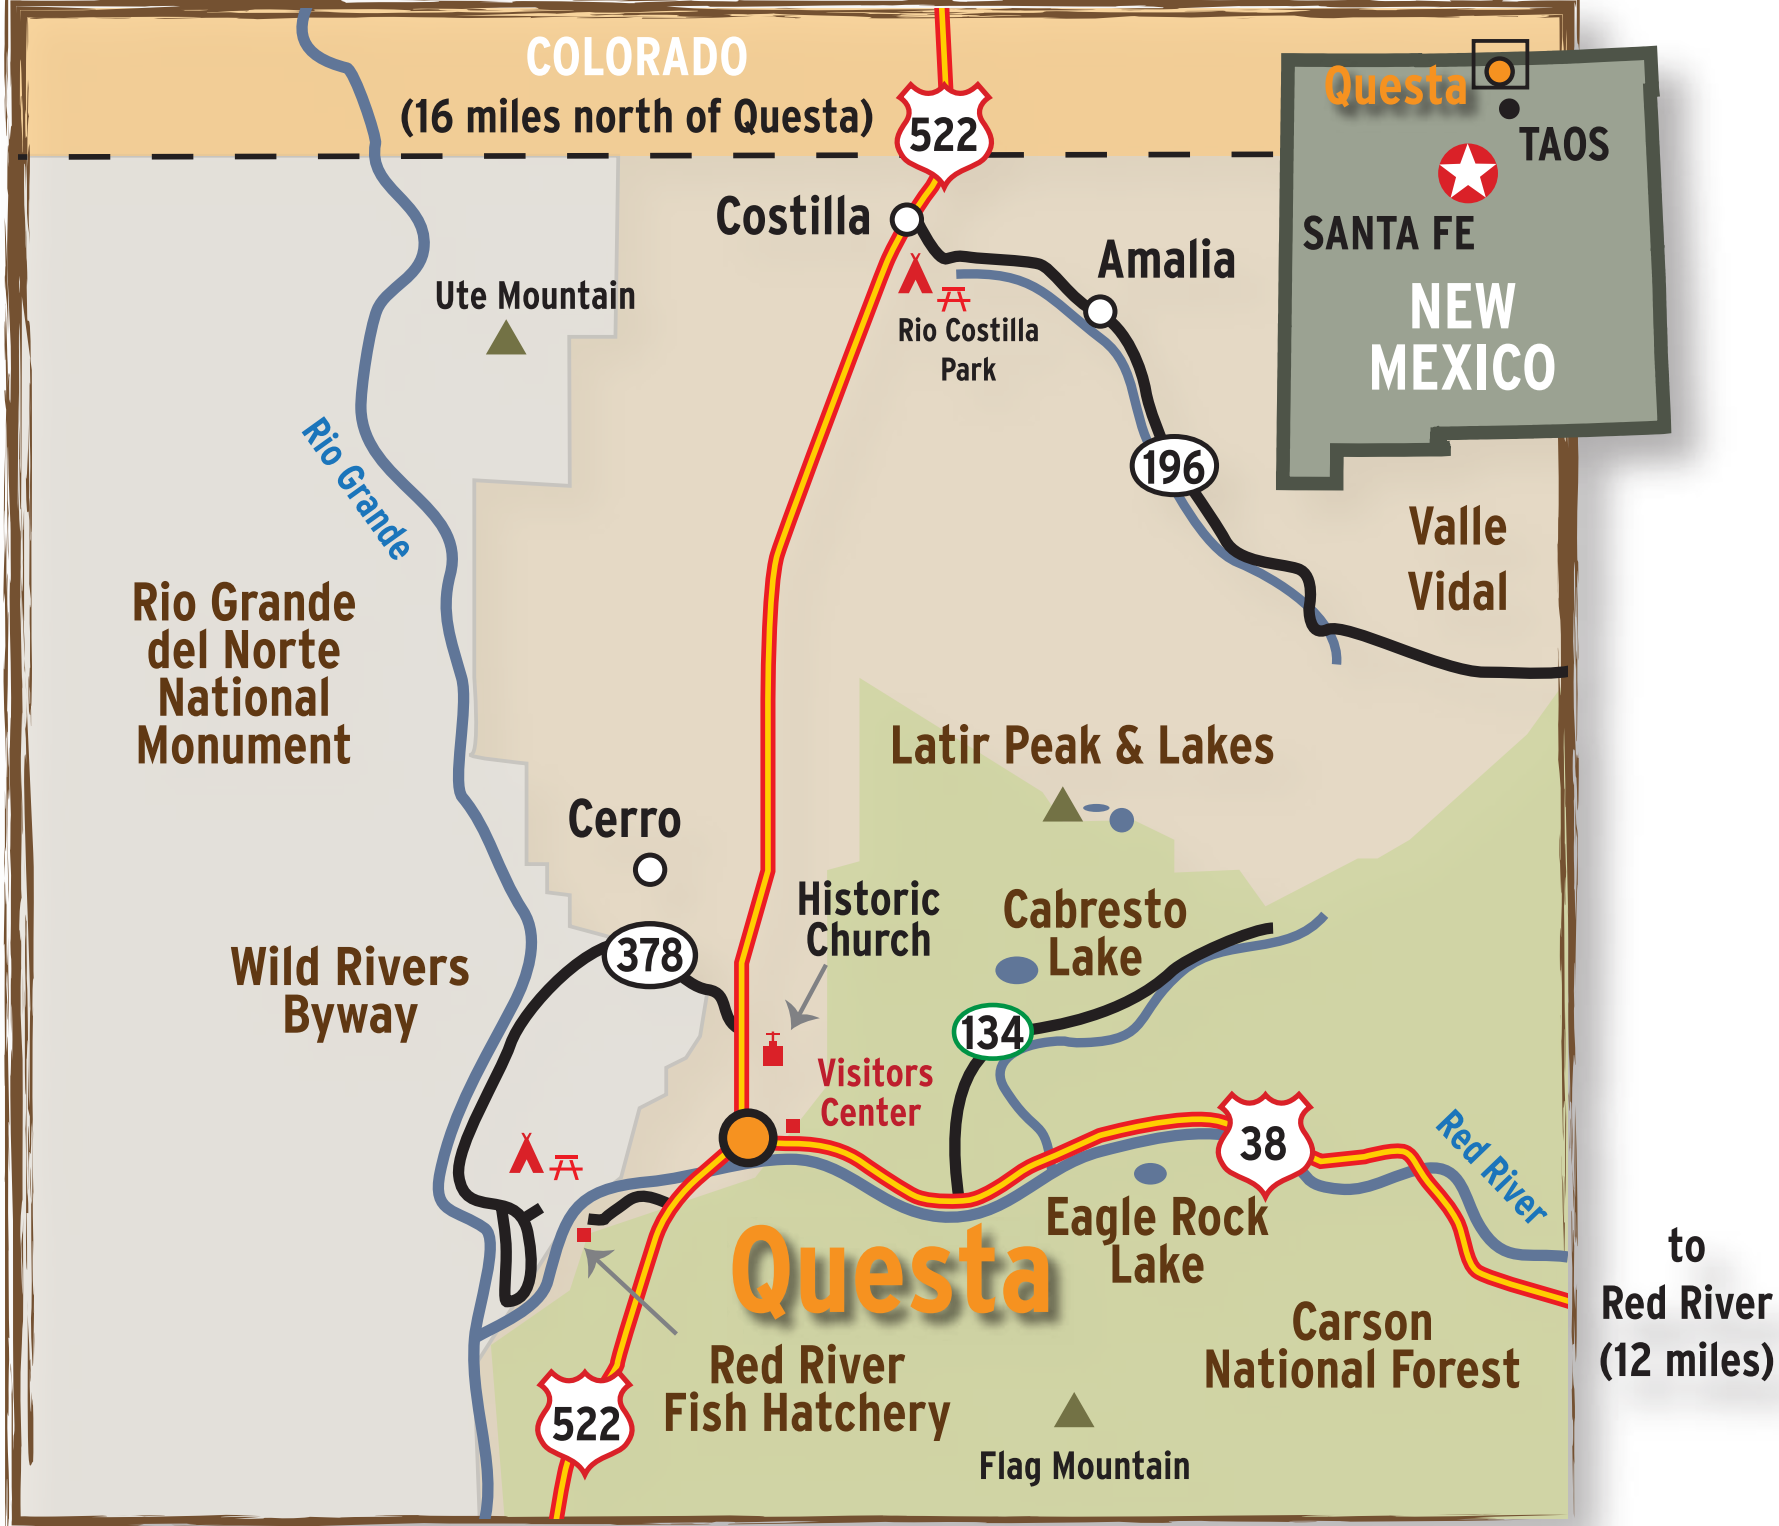 COLORADO
(16 miles north of Questa)
522
Questa
TAOS
SANTA FE
NEW
MEXICO
Costilla
Amalia
Ute Mountain
Rio Costilla
Park
Rio Grande
196
Valle
Vidal
Rio Grande
del Norte
National
Monument
Latir Peak & Lakes
Cerro
Historic
Church
Cabresto
Lake
Wild Rivers
Byway
378
134
Visitors
Center
38
Red River
Eagle Rock
Lake
Questa
to
Red River
(12 miles)
Carson
National Forest
Red River
Fish Hatchery
522
Flag Mountain